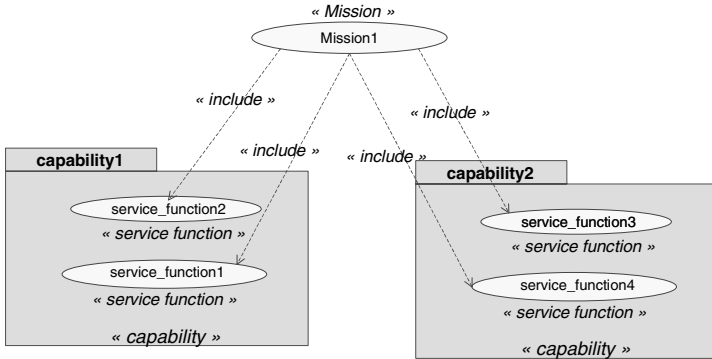 « Mission »
Mission1
« include »
« include »
« include »
« include »
capability1
capability2
service_function2
« service function »
service_function3
« service function »
service_function1
« service function »
service_function4
« service function »
« capability »
« capability »